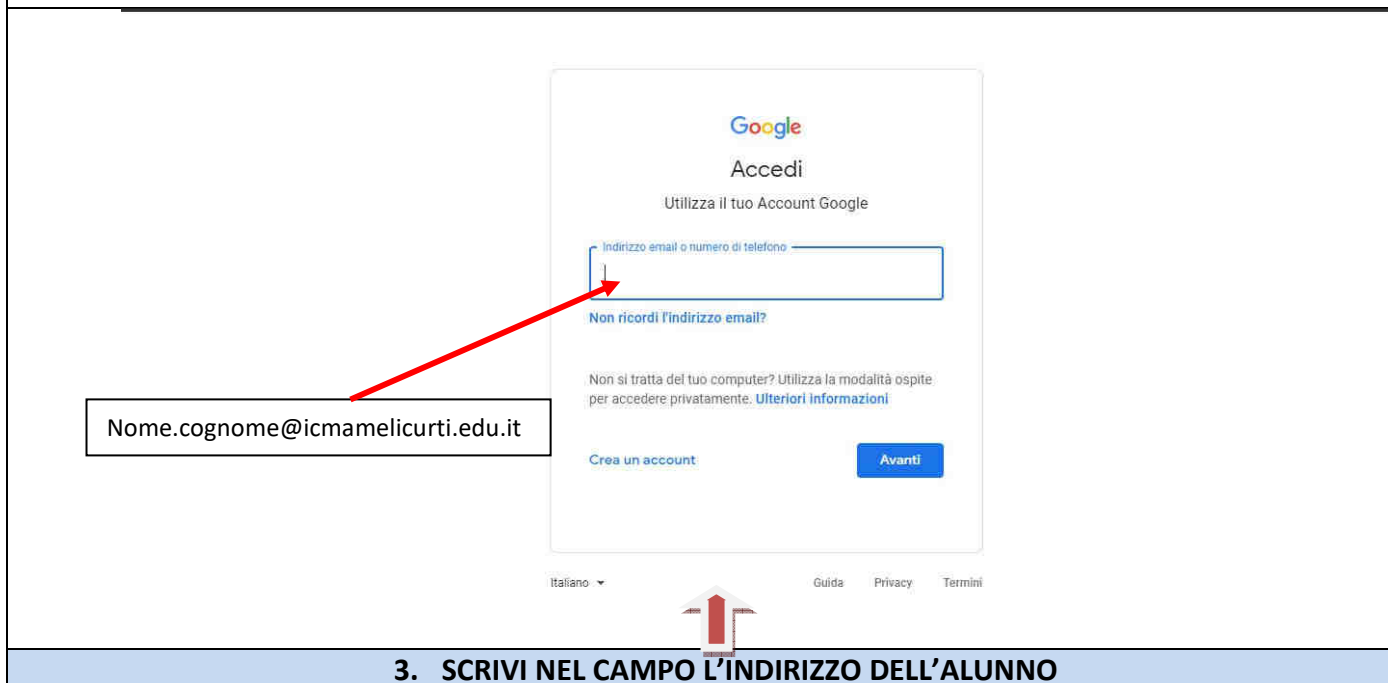 Google
Accedi
Utilizza il tuo Account Google
Indirizzo email o numero di telefono
Non ricordi l'indirizzo email?
Non si tratta del tuo computer? Utilizza la modalità ospite
per accedere privatamente. Ulteriori informazioni
Nome.cognome@icmamelicurti.edu.it
Crea un account Avanti
Italiano Guida Privacy Termini
3. SCRIVI NEL CAMPO L'INDIRIZZO DELL'ALUNNO